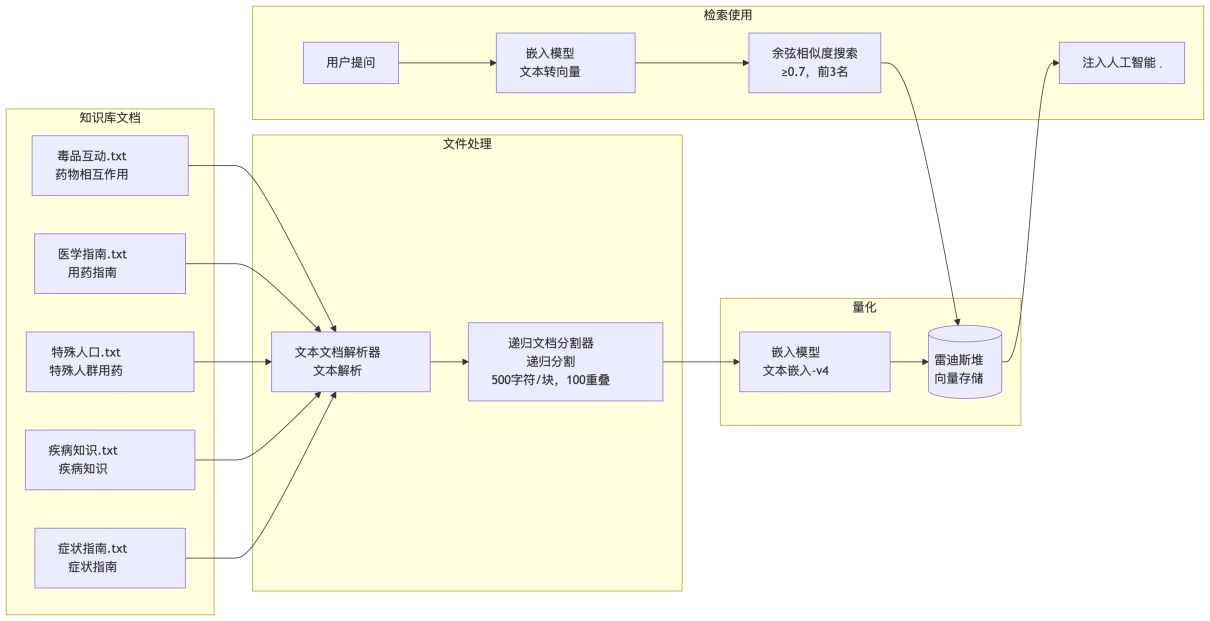 检索使用
用户提问
嵌入模型
文本转向量
余弦相似度搜索
≥0.7，前3名
注入人工智能 .
知识库文档
毒品互动.txt
药物相互作用
医学指南.txt
用药指南
特殊人口.txt
特殊人群用药
疾病知识.txt
疾病知识
症状指南.txt
症状指南
文件处理
文本文档解析器
文本解析
递归文档分割器
递归分割
500字符/块，100重叠
量化
嵌入模型
文本嵌入-v4
雷迪斯堆
向量存储